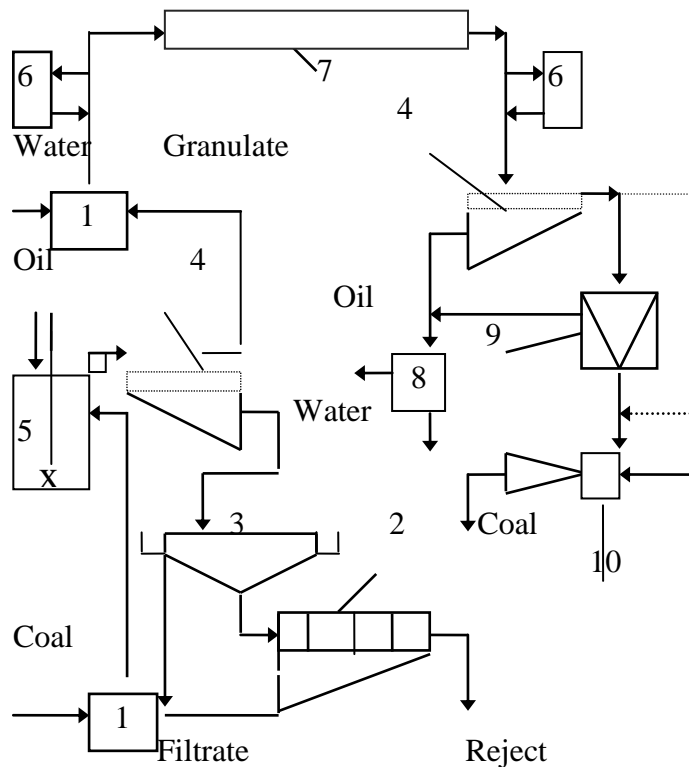 7
6
6
4
Water
Granulate
1
4
Oil
Oil
9
8
Water
5
x
3
2
Coal
10
Coal
1
Filtrate
Reject